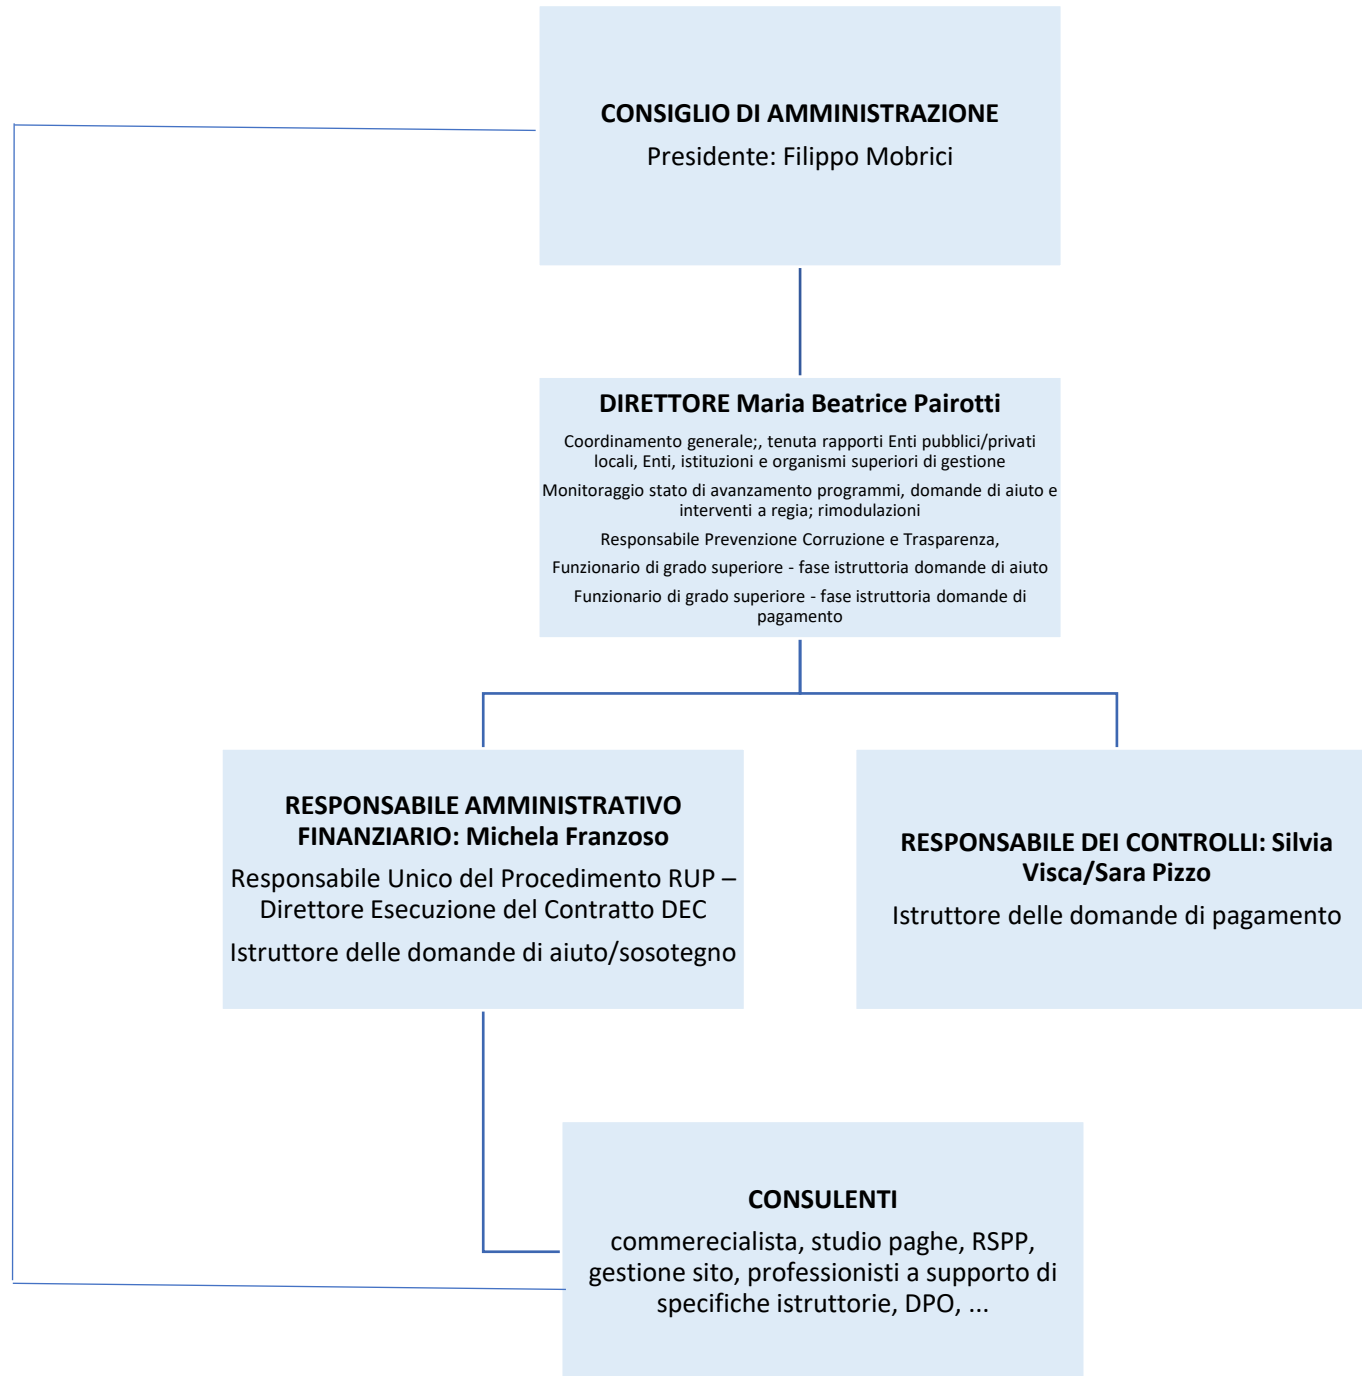 CONSIGLIO DI AMMINISTRAZIONE
Presidente: Filippo Mobrici
DIRETTORE Maria Beatrice Pairotti
Coordinamento generale;, tenuta rapporti Enti pubblici/privati
locali, Enti, istituzioni e organismi superiori di gestione
Monitoraggio stato di avanzamento programmi, domande di aiuto e
interventi a regia; rimodulazioni
Responsabile Prevenzione Corruzione e Trasparenza,
Funzionario di grado superiore - fase istruttoria domande di aiuto
Funzionario di grado superiore - fase istruttoria domande di
pagamento
RESPONSABILE AMMINISTRATIVO
FINANZIARIO: Michela Franzoso
Responsabile Unico del Procedimento RUP –
Direttore Esecuzione del Contratto DEC
Istruttore delle domande di aiuto/sosotegno
RESPONSABILE DEI CONTROLLI: Silvia
Visca/Sara Pizzo
Istruttore delle domande di pagamento
CONSULENTI
commerecialista, studio paghe, RSPP,
gestione sito, professionisti a supporto di
specifiche istruttorie, DPO, ...